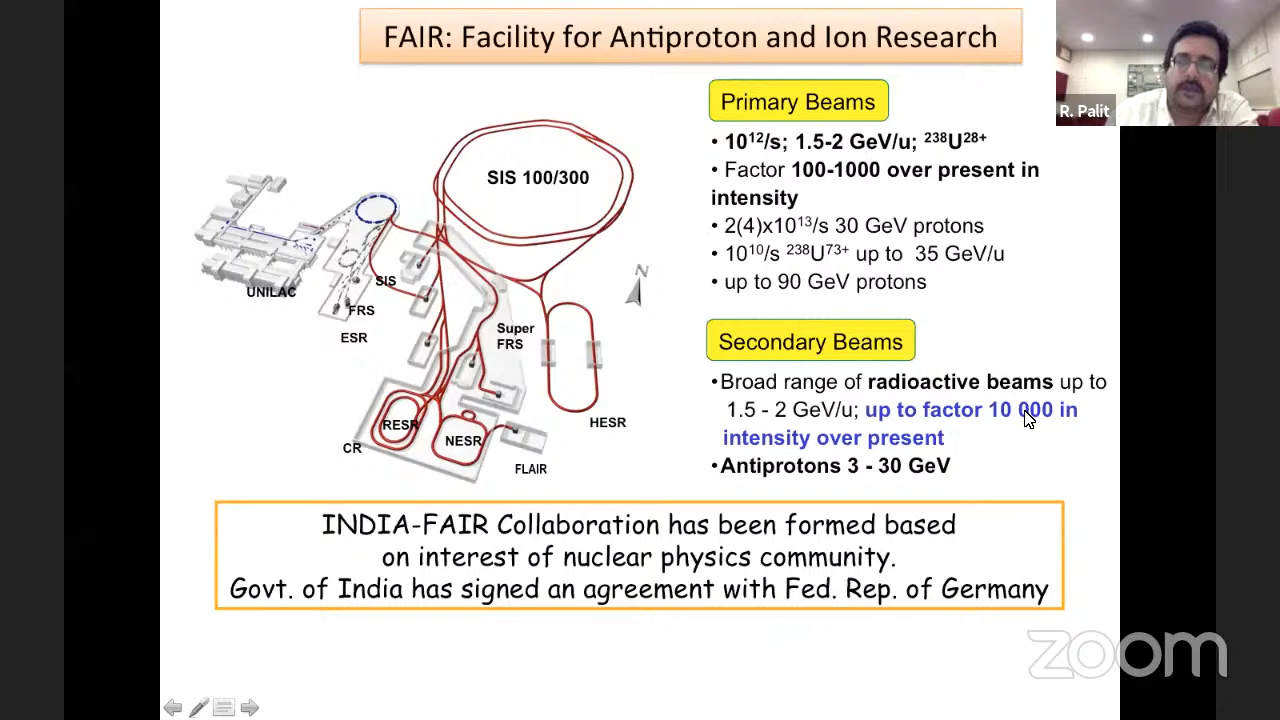 FAIR: Facility for Antiproton and Ion Research
R. Palit
Primary Beams
• 10¹²/s; 1.5-2 GeV/u; ²³⁸U²⁸⁺
• Factor 100-1000 over present in
intensity
• 2(4)x10¹³/s 30 GeV protons
• 10¹⁰/s ²³⁸U⁷³⁺ up to 35 GeV/u
• up to 90 GeV protons
Secondary Beams
•Broad range of radioactive beams up to
1.5 - 2 GeV/u; up to factor 10 000 in
intensity over present
•Antiprotons 3 - 30 GeV
SIS 100/300
N
SIS
UNILAC
FRS
ESR
Super
FRS
HESR
RESR
CR
NESR
FLAIR
INDIA-FAIR Collaboration has been formed based
on interest of nuclear physics community.
Govt. of India has signed an agreement with Fed. Rep. of Germany
zoom